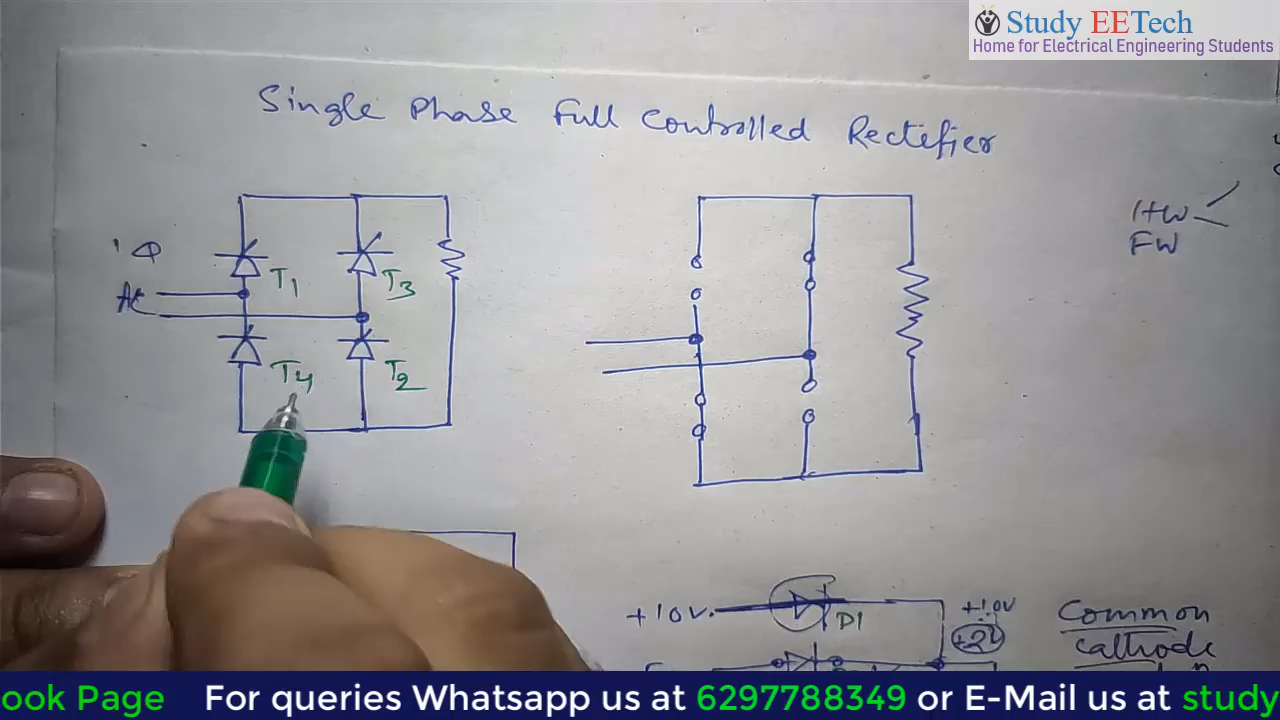 Study EETech
Home for Electrical Engineering Students
Single Phase Full Controlled Rectifier
HW
FW
1 Φ
AC
T1
T3
T4
T2
+10V.
D1
+10V
Common
cathode
ook Page For queries Whatsapp us at 6297788349 or E-Mail us at study